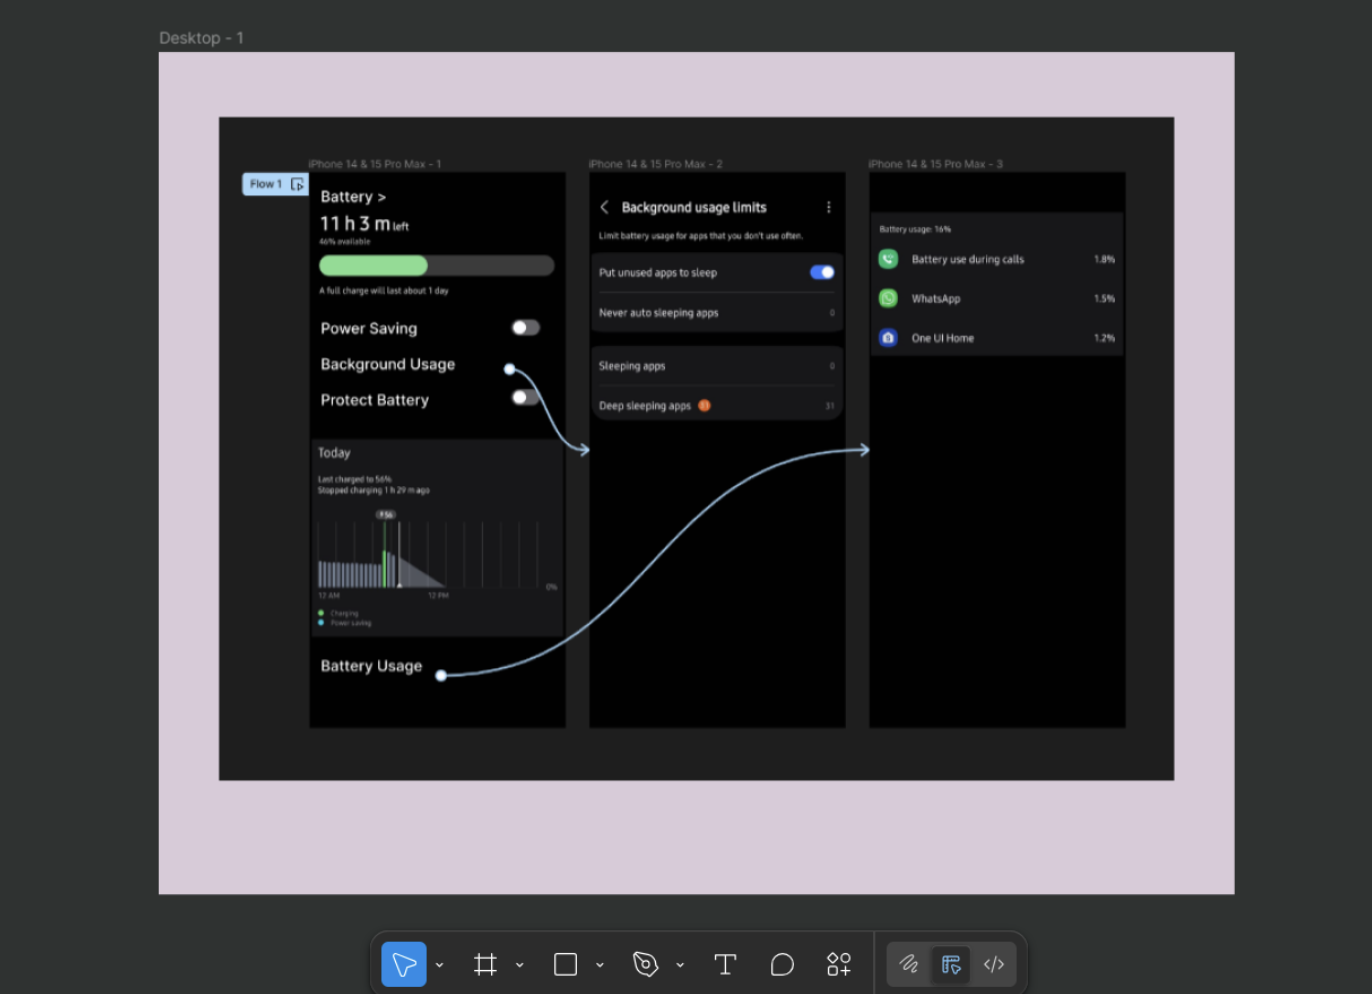 Desktop - 1
iPhone 14 & 15 Pro Max - 1
iPhone 14 & 15 Pro Max - 2
iPhone 14 & 15 Pro Max - 3
Flow 1
Battery >
11 h 3 m left
46% available
A full charge will last about 1 day
Power Saving
Background Usage
Protect Battery
Today
Last charged to 56%
Stopped charging 1 h 29 m ago
56
0%
12 AM
12 PM
Charging
Power saving
Battery Usage
Background usage limits
Limit battery usage for apps that you don't use often.
Put unused apps to sleep
Never auto sleeping apps 0
Sleeping apps 0
Deep sleeping apps 31
Battery usage: 16%
Battery use during calls 1.8%
WhatsApp 1.5%
One UI Home 1.2%